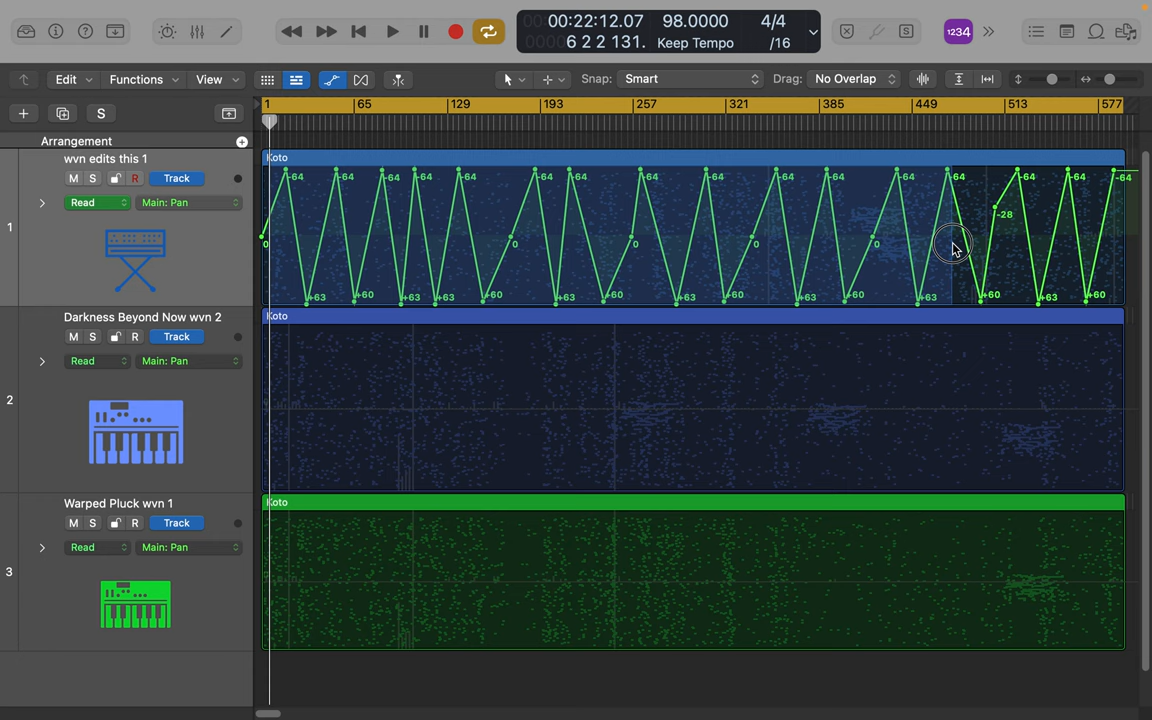 00:22:12.07 98.0000 4/4
6 2 2 131. Keep Tempo /16
1234
Edit Functions View Snap: Smart Drag: No Overlap
S
1 65 129 193 257 321 385 449 513 577
Arrangement
wvn edits this 1
M S R Track
Read Main: Pan
1
Koto
-64 -64 -64 -64 -64 -64 -64 -64 -64 -64 -64 -64 -64 -64 -64 -64
-28
0 0 0 0 0
+63 +60 +63 +63 +60 +63 +60 +63 +60 +63 +60 +63 +60 +63 +60
Darkness Beyond Now wvn 2
M S R Track
Read Main: Pan
2
Koto
Warped Pluck wvn 1
M S R Track
Read Main: Pan
3
Koto